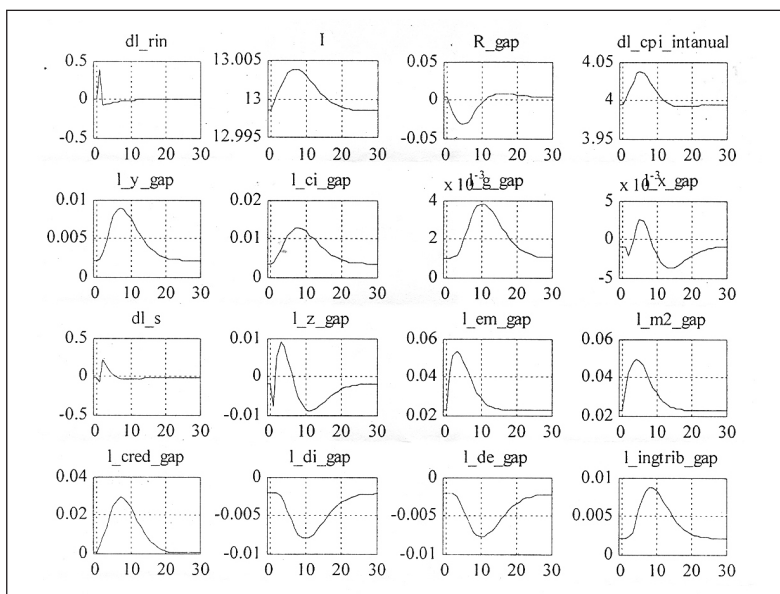 dl_rin
I
R_gap
dl_cpi_intanual
0.5
0
-0.5
0 10 20 30
13.005
13
12.995
0 10 20 30
0.05
0
-0.05
0 10 20 30
4.05
4
3.95
0 10 20 30
l_y_gap
l_ci_gap
x 10-3
l_g_gap
x 10-3
l_x_gap
0.01
0.005
0
0 10 20 30
0.02
0.01
0
0 10 20 30
4
2
0
0 10 20 30
5
0
-5
0 10 20 30
dl_s
l_z_gap
l_em_gap
l_m2_gap
0.5
0
-0.5
0 10 20 30
0.01
0
-0.01
0 10 20 30
0.06
0.04
0.02
0 10 20 30
0.06
0.04
0.02
0 10 20 30
l_cred_gap
l_di_gap
l_de_gap
l_ingtrib_gap
0.04
0.02
0
0 10 20 30
0
-0.005
-0.01
0 10 20 30
0
-0.005
-0.01
0 10 20 30
0.01
0.005
0
0 10 20 30